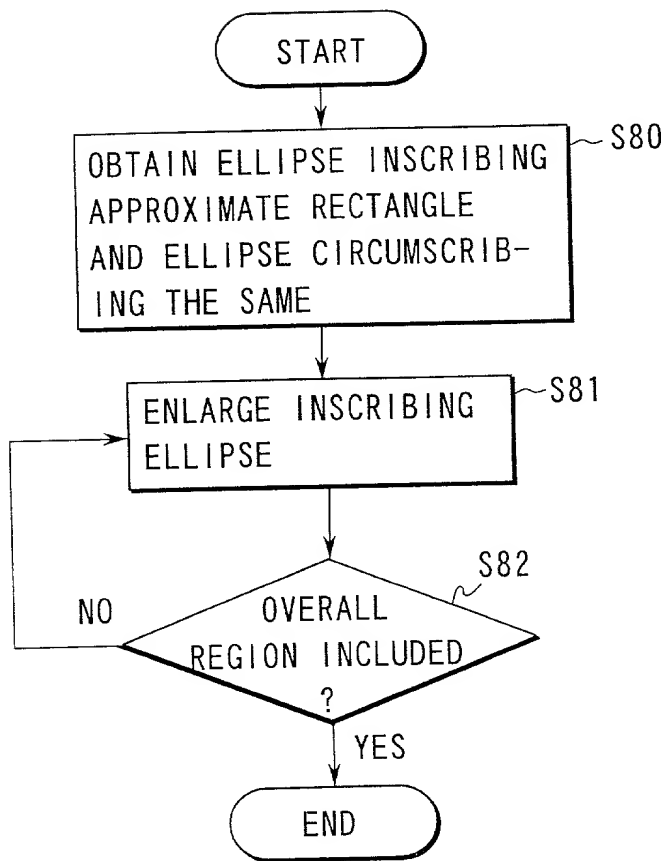 START
S80
OBTAIN ELLIPSE INSCRIBING
APPROXIMATE RECTANGLE
AND ELLIPSE CIRCUMSCRIB-
ING THE SAME
S81
ENLARGE INSCRIBING
ELLIPSE
S82
NO
OVERALL
REGION INCLUDED
?
YES
END